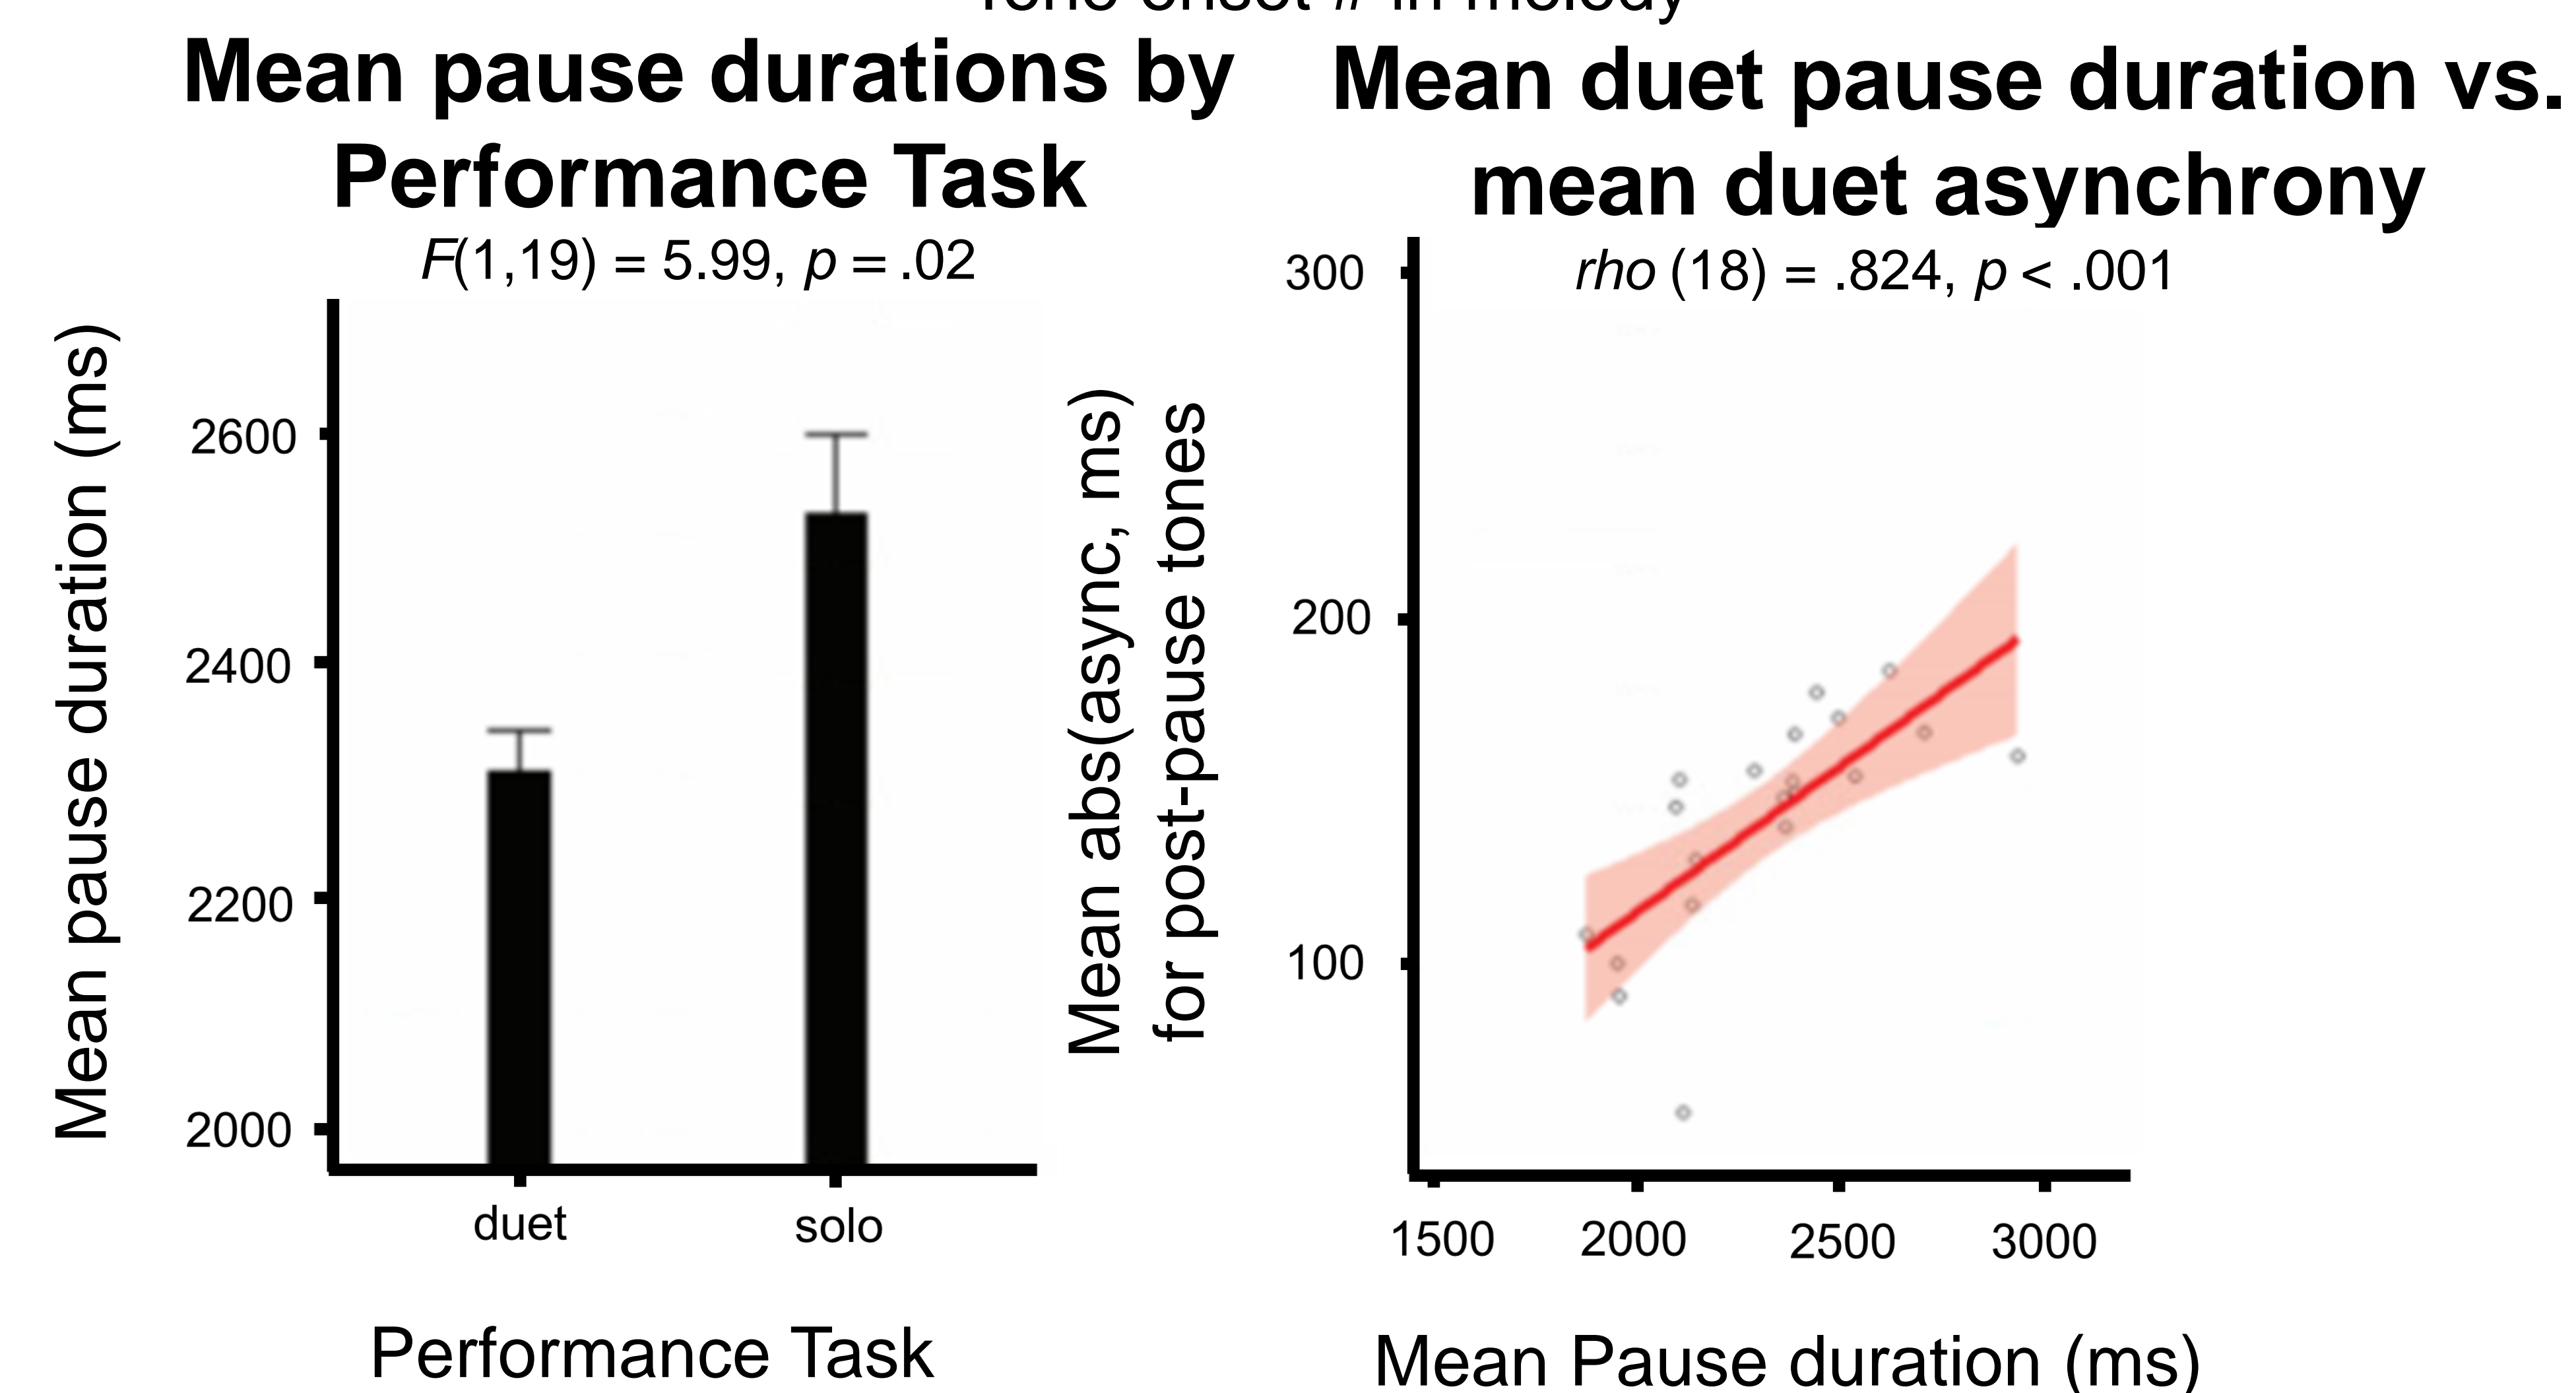 Mean pause durations by
Performance Task
F(1,19) = 5.99, p = .02
Mean pause duration (ms)
2600
2400
2200
2000
duet
solo
Performance Task
Mean duet pause duration vs.
mean duet asynchrony
rho (18) = .824, p < .001
Mean abs(async, ms)
for post-pause tones
300
200
100
1500
2000
2500
3000
Mean Pause duration (ms)